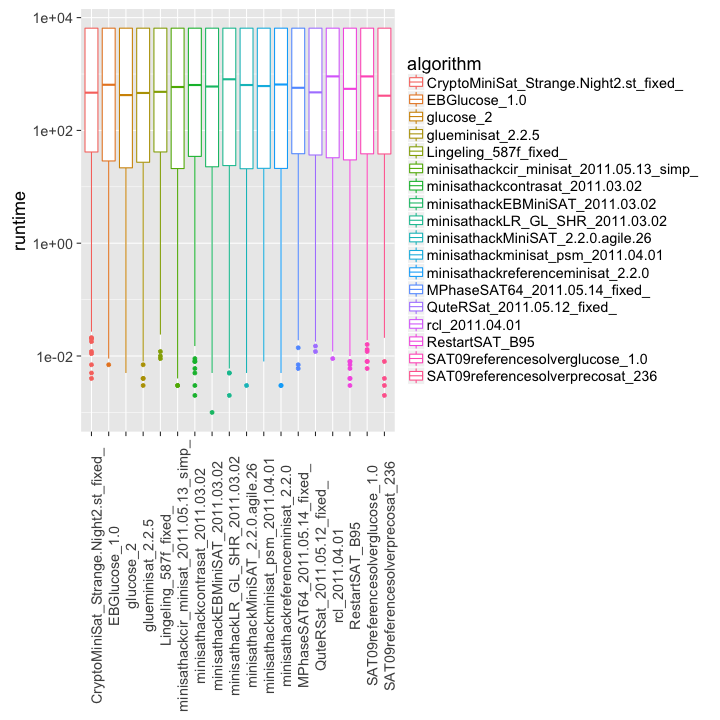 1e+04
1e+02
1e+00
1e-02
runtime
CryptoMiniSat_Strange.Night2.st_fixed_
EBGlucose_1.0
glucose_2
glueminisat_2.2.5
Lingeling_587f_fixed_
minisathackcir_minisat_2011.05.13_simp_
minisathackcontrasat_2011.03.02
minisathackEBMiniSAT_2011.03.02
minisathackLR_GL_SHR_2011.03.02
minisathackMiniSAT_2.2.0.agile.26
minisathackminisat_psm_2011.04.01
minisathackreferenceminisat_2.2.0
MPhaseSAT64_2011.05.14_fixed_
QuteRSat_2011.05.12_fixed_
rcl_2011.04.01
RestartSAT_B95
SAT09referencesolverglucose_1.0
SAT09referencesolverprecosat_236
algorithm
CryptoMiniSat_Strange.Night2.st_fixed_
EBGlucose_1.0
glucose_2
glueminisat_2.2.5
Lingeling_587f_fixed_
minisathackcir_minisat_2011.05.13_simp_
minisathackcontrasat_2011.03.02
minisathackEBMiniSAT_2011.03.02
minisathackLR_GL_SHR_2011.03.02
minisathackMiniSAT_2.2.0.agile.26
minisathackminisat_psm_2011.04.01
minisathackreferenceminisat_2.2.0
MPhaseSAT64_2011.05.14_fixed_
QuteRSat_2011.05.12_fixed_
rcl_2011.04.01
RestartSAT_B95
SAT09referencesolverglucose_1.0
SAT09referencesolverprecosat_236